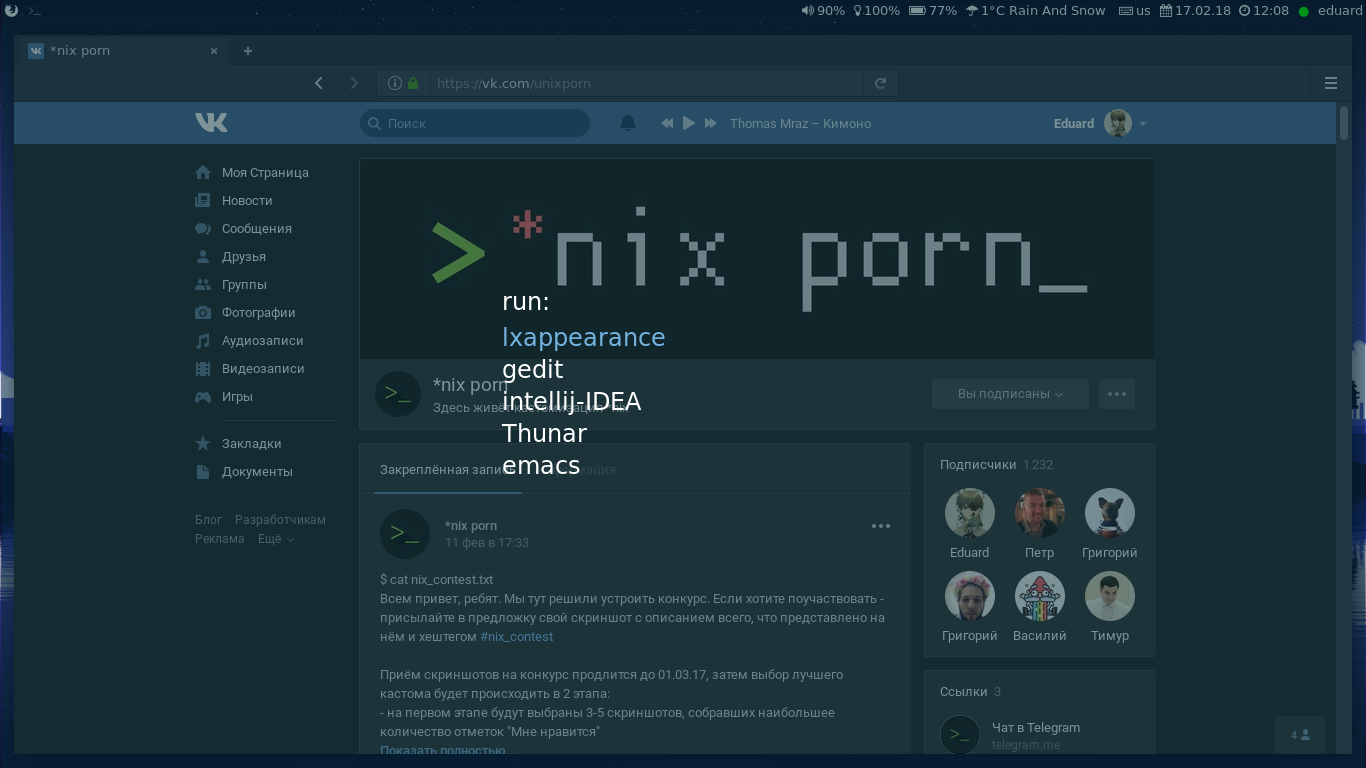 >_ 90% 100% 77% 1°C Rain And Snow us 17.02.18 12:08 eduard
*nix porn × +
https://vk.com/unixporn
Поиск Thomas Mraz – Кимоно Eduard
Моя Страница
Новости
Сообщения
Друзья
Группы
Фотографии
Аудиозаписи
Видеозаписи
Игры
Закладки
Документы
Блог Разработчикам
Реклама Ещё
>*nix porn_
run:
lxappearance
gedit
intellij-IDEA
Thunar
emacs
>_
*nix porn
Здесь живёт кастомизация *nix
Вы подписаны
Закреплённая запись
>_
*nix porn
11 фев в 17:33
$ cat nix_contest.txt
Всем привет, ребят. Мы тут решили устроить конкурс. Если хотите поучаствовать -
присылайте в предложку свой скриншот с описанием всего, что представлено на
нём и хештегом #nix_contest
Приём скриншотов на конкурс продлится до 01.03.17, затем выбор лучшего
кастома будет происходить в 2 этапа:
- на первом этапе будут выбраны 3-5 скриншотов, собравших наибольшее
количество отметок "Мне нравится"
Показать полностью...
Подписчики 1 232
Eduard Петр Григорий
Григорий Василий Тимур
Ссылки 3
>_
Чат в Telegram
telegram.me
4